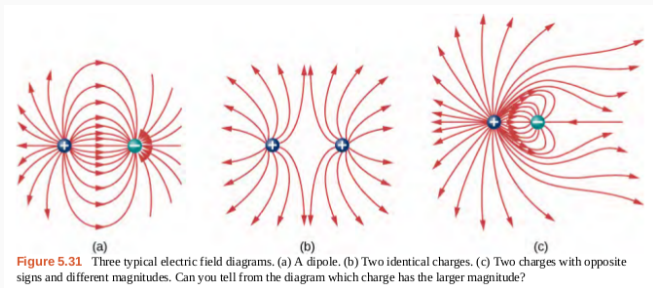 + − + + + −
(a) (b) (c)
Figure 5.31 Three typical electric field diagrams. (a) A dipole. (b) Two identical charges. (c) Two charges with opposite
signs and different magnitudes. Can you tell from the diagram which charge has the larger magnitude?